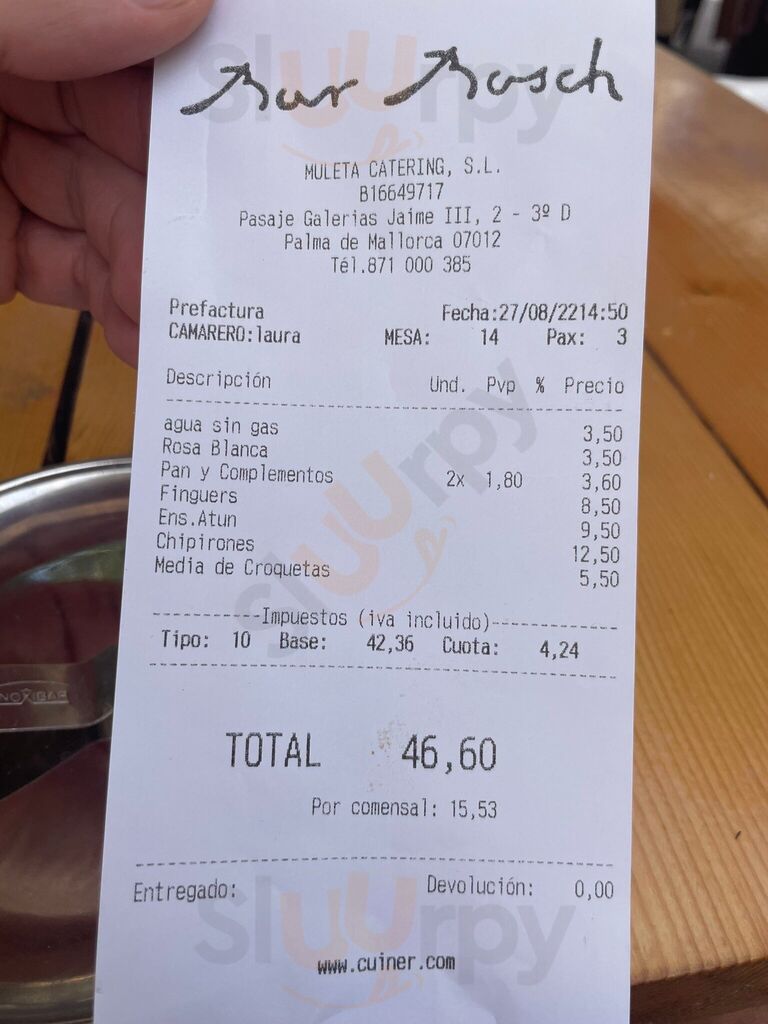 Bar Bosch
MULETA CATERING, S.L.
B16649717
Pasaje Galerias Jaime III, 2 - 3º D
Palma de Mallorca 07012
Tél.871 000 385
Prefactura Fecha:27/08/2214:50
CAMARERO:laura MESA: 14 Pax: 3
Descripción Und. Pvp % Precio
agua sin gas 3,50
Rosa Blanca 3,50
Pan y Complementos 2x 1,80 3,60
Finguers 8,50
Ens.Atun 9,50
Chipirones 12,50
Media de Croquetas 5,50
Impuestos (iva incluido)
Tipo: 10 Base: 42,36 Cuota: 4,24
TOTAL 46,60
Por comensal: 15,53
Entregado: Devolución: 0,00
www.cuiner.com
Sluurpy
Sluurpy
Sluurpy